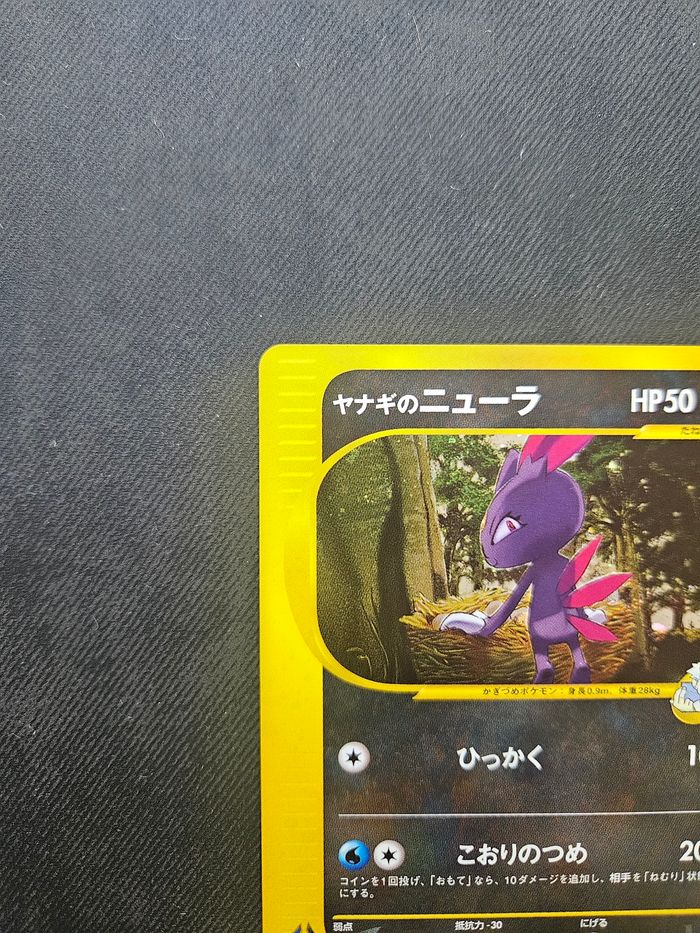 ヤナギのニューラ HP50
たね
かぎつめポケモン：身長0.9m、体重28kg
ひっかく 1
こおりのつめ 20
コインを1回投げ、「おもて」なら、10ダメージを追加し、相手を「ねむり」状
にする。
弱点 抵抗力 -30 にげる